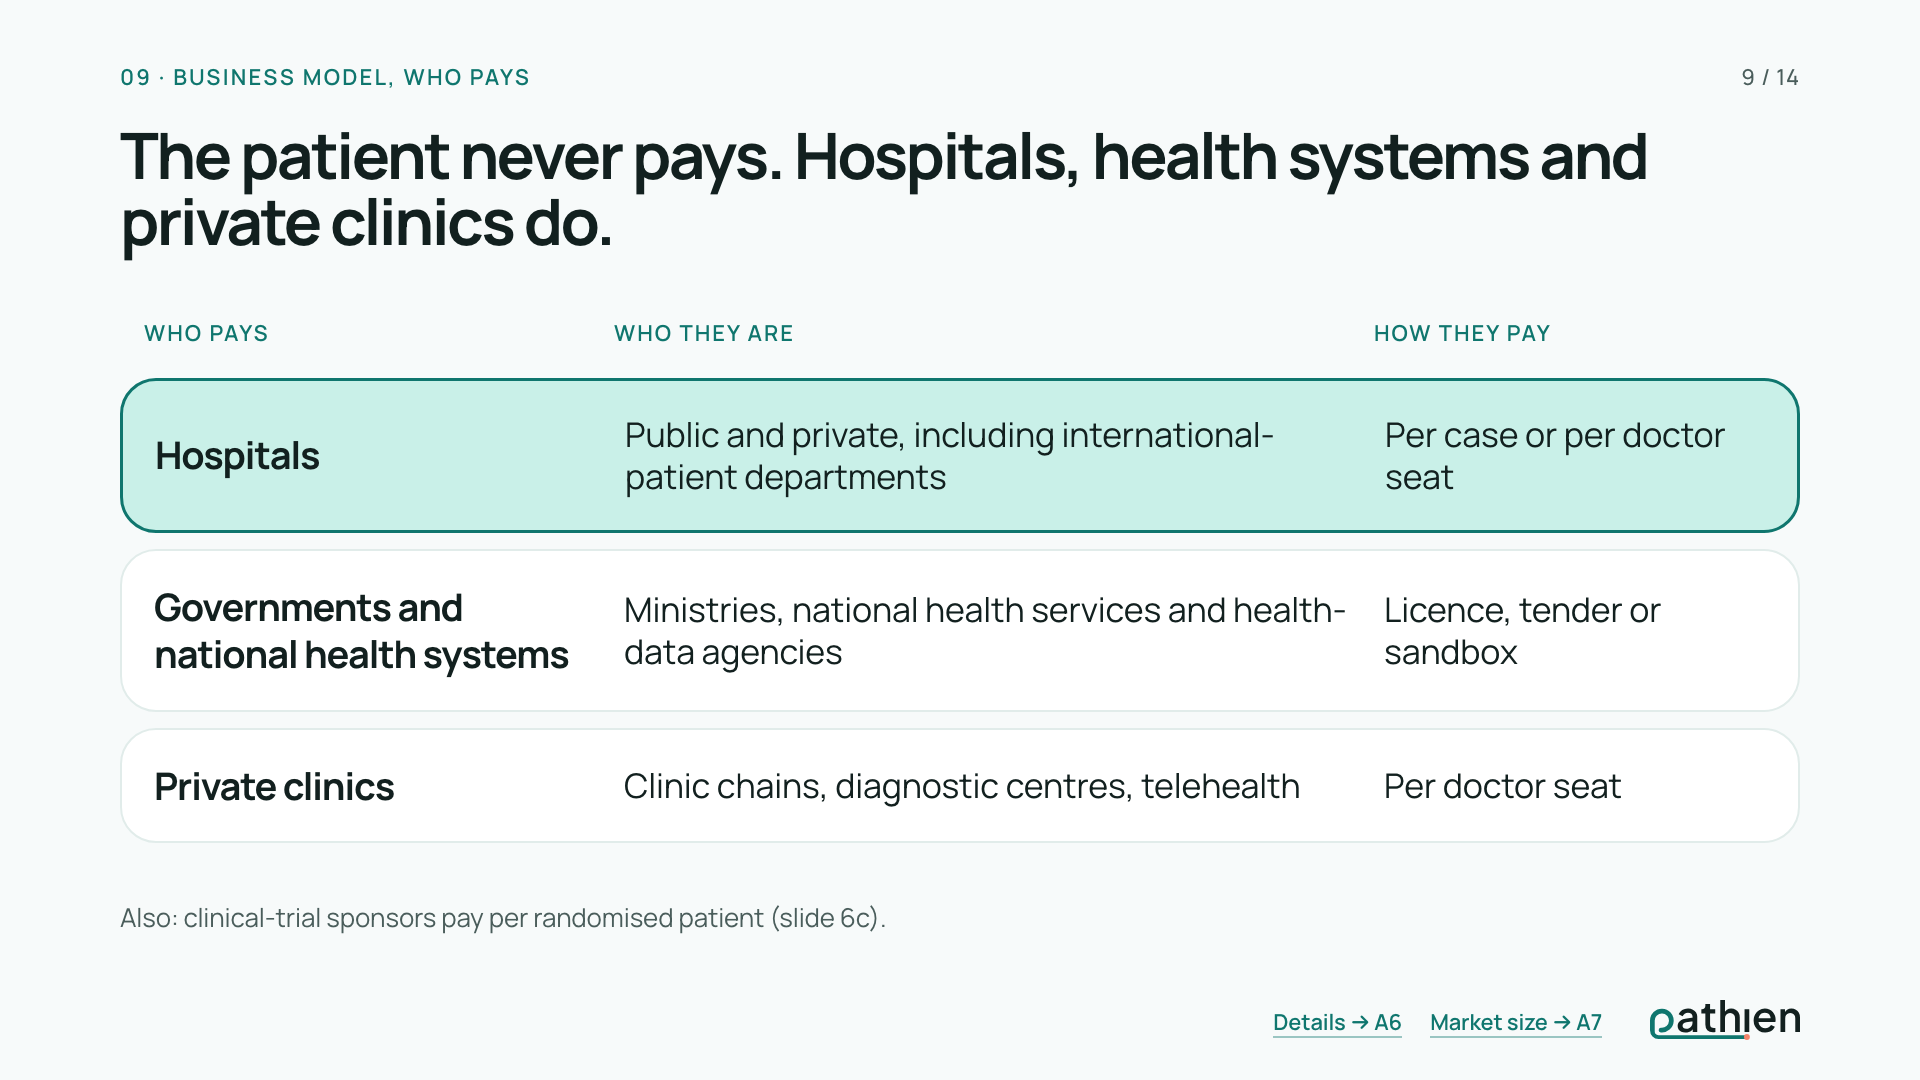 09 · BUSINESS MODEL, WHO PAYS
9 / 14
The patient never pays. Hospitals, health systems and
private clinics do.
WHO PAYS
WHO THEY ARE
HOW THEY PAY
Hospitals
Public and private, including international-
patient departments
Per case or per doctor
seat
Governments and
national health systems
Ministries, national health services and health-
data agencies
Licence, tender or
sandbox
Private clinics
Clinic chains, diagnostic centres, telehealth
Per doctor seat
Also: clinical-trial sponsors pay per randomised patient (slide 6c).
Details → A6
Market size → A7
pathien